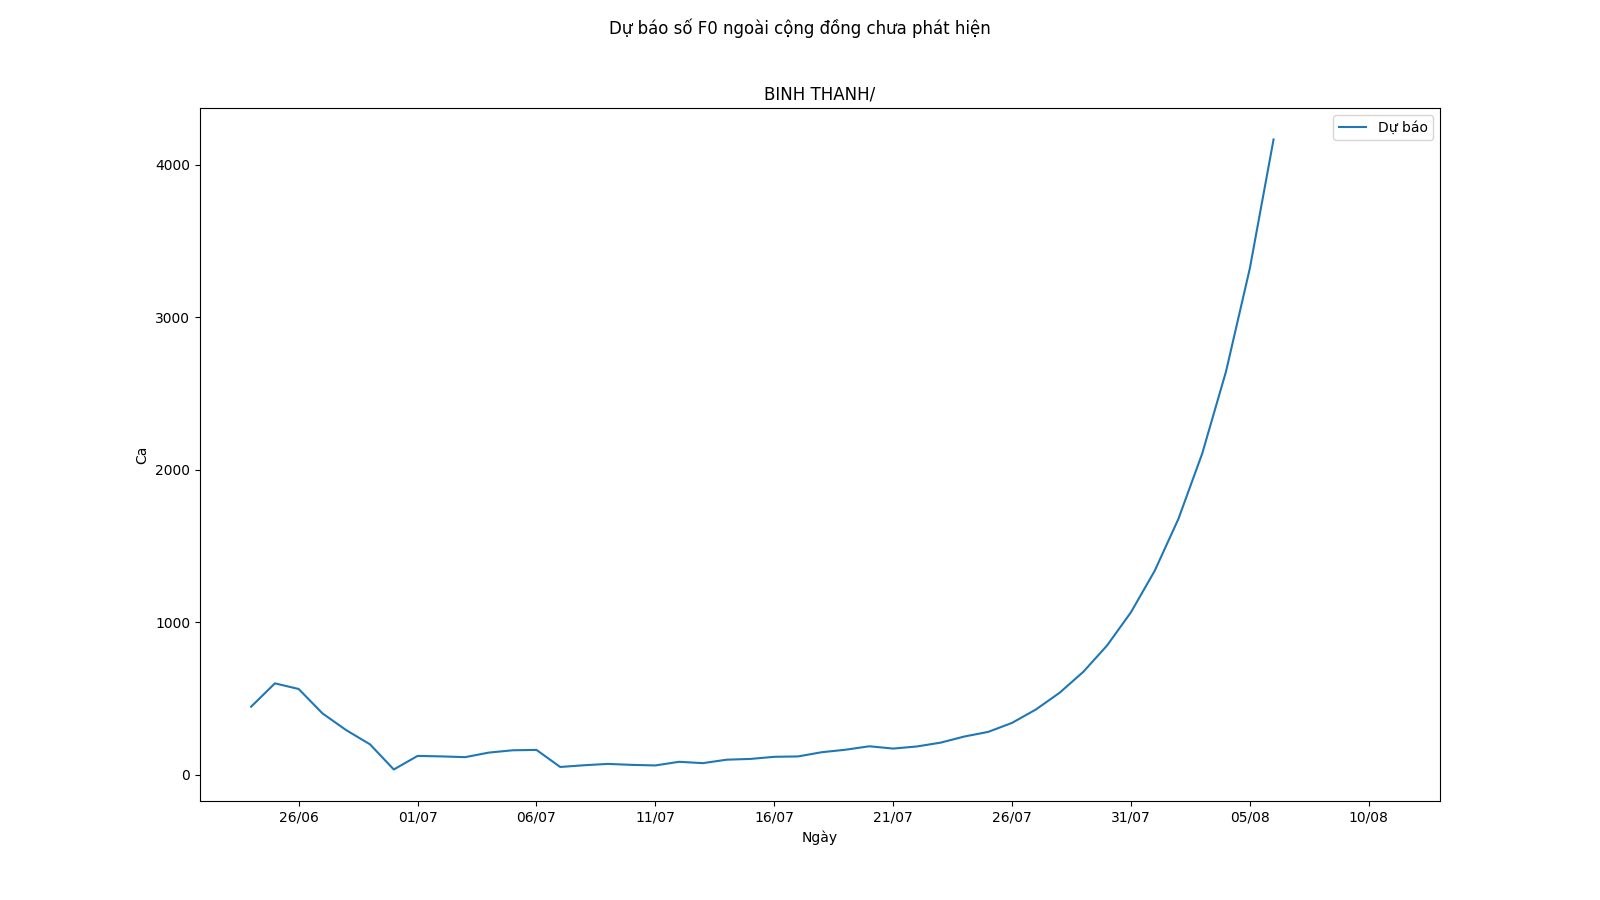 Dự báo số F0 ngoài cộng đồng chưa phát hiện
BINH THANH/
Dự báo
4000
3000
2000
1000
0
Ca
26/06 01/07 06/07 11/07 16/07 21/07 26/07 31/07 05/08 10/08
Ngày